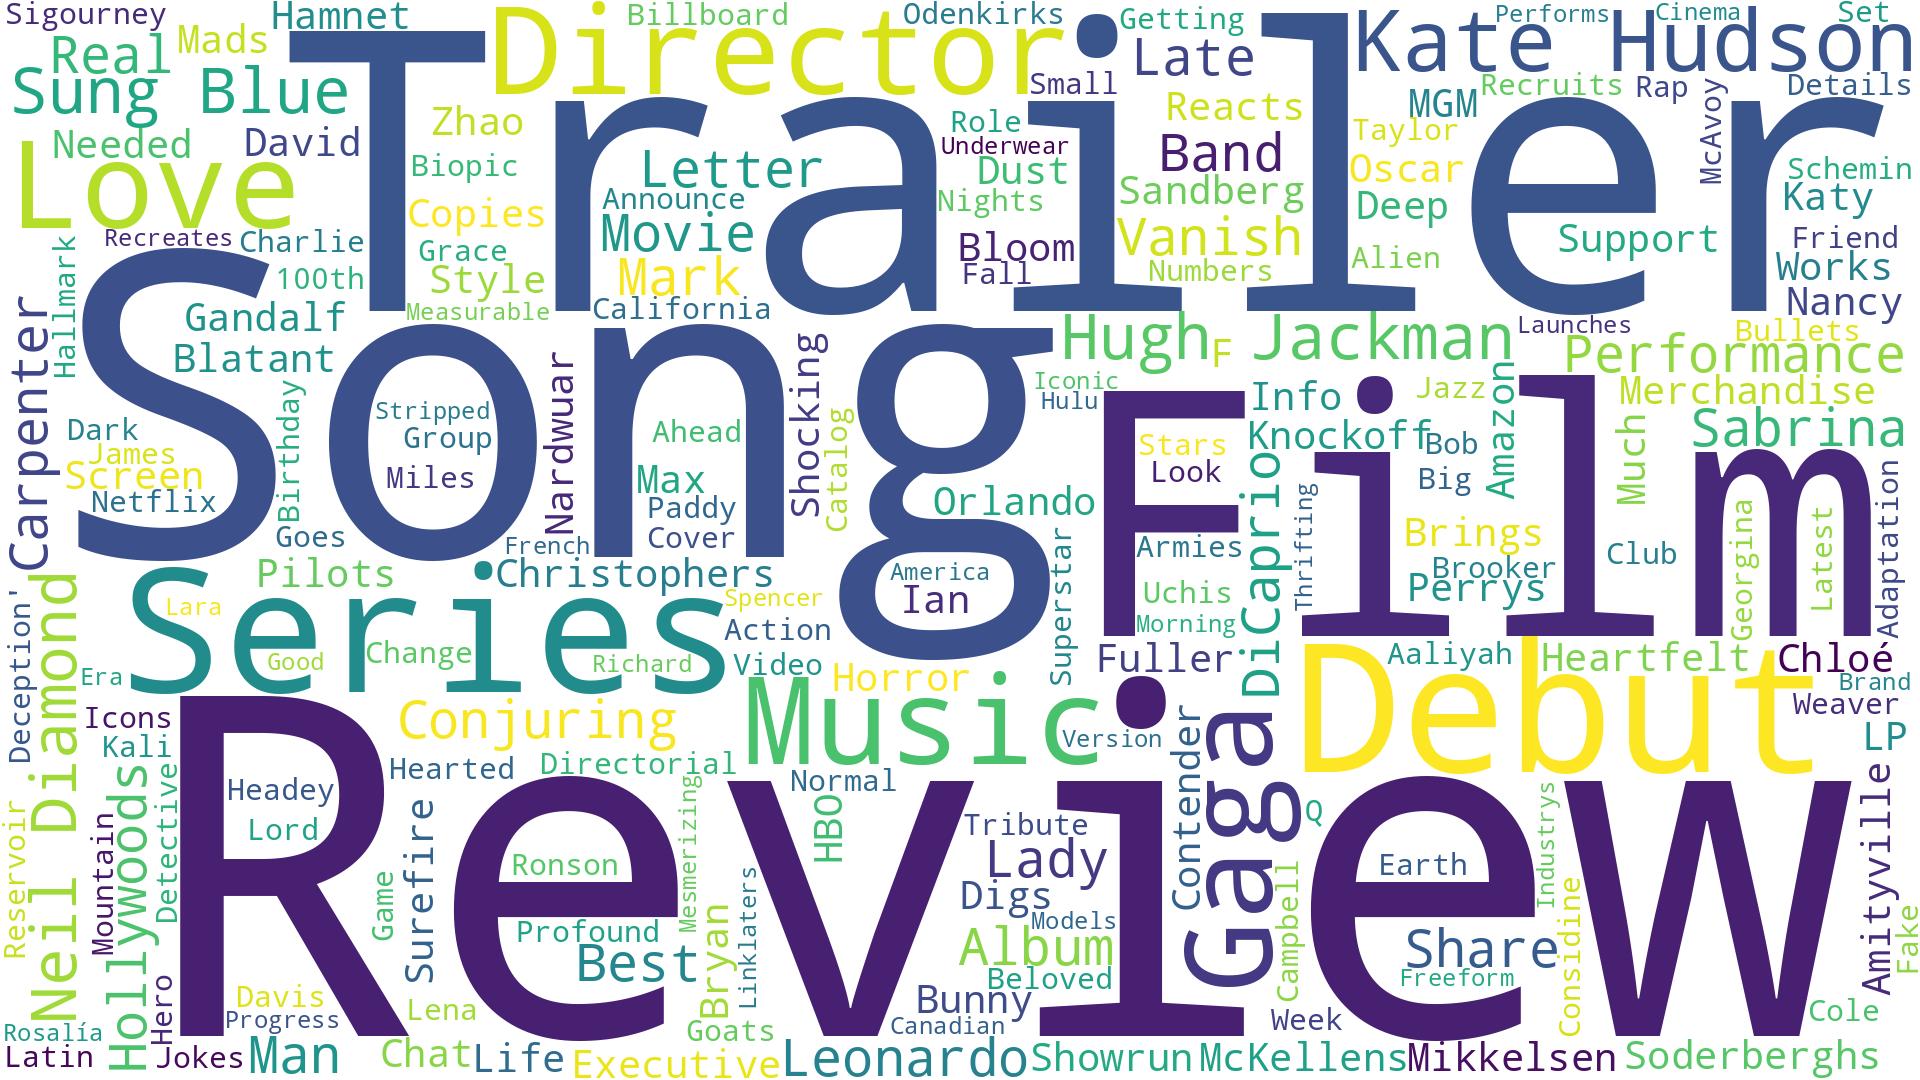 Sigourney
Hamnet
Director
Billboard
Odenkirks
Getting
Performs
Cinema
Set
Real
Mads
Trailer
Small
Late
Kate Hudson
Sung Blue
Recruits
Rap
Details
Needed
David
Zhao
Role
Reacts
MGM
McAvoy
Love
Biopic
Letter
Underwear
Band
Taylor
Schemin
Dust
Oscar
Copies
Announce
Nights
Sandberg
Deep
Katy
Recreates
Charlie
Grace
Movie
Bloom
Vanish
Support
Friend
Hallmark
100th
Style
Mark
Fall
Numbers
Alien
Works
Carpenter
Gandalf
Measurable
California
Nancy
Song
Blatant
Hugh Jackman
F
Launches
Bullets
Performance
Birthday
Nardwuar
Shocking
Iconic
Hulu
Film
Info
Jazz
Amazon
Merchandise
Dark
James
Screen
Netflix
Stripped
Group
Miles
Ahead
Max
Paddy
Cover
Catalog
Stars
Look
Knockoff
Bob
Big
Much
Sabrina
Goes
Orlando
Superstar
DiCaprio
Thrifting
Brings
Georgina
Latest
Adaptation
French
Armies
Brooker
Club
Pilots
Christophers
America
Ian
Uchis
Perrys
Deception'
Neil Diamond
Lara
Series
Spencer
Action
Morning
Era
Good
Change
Richard
Video
Horror
Fuller
Debut
Aaliyah
Heartfelt
Chloé
Brand
Weaver
Icons
Kali
Conjuring
Music
Version
Contender
Gaga
LP
Hollywoods
Detective
Review
Hearted
Directorial
Normal
Headey
Lord
Surefire
Mesmerizing
HBO
Tribute
Q
Industrys
Amityville
Reservoir
Mountain
Game
Ronson
Linklaters
Lady
Digs
Earth
Campbell
Considine
Fake
Profound
Best
Bryan
Models
Album
Share
Beloved
Freeform
Hero
Davis
Progress
Lena
Goats
Bunny
Canadian
Week
Cole
Rosalía
Latin
Jokes
Man
Chat
Life
Executive
Leonardo
Showrun
McKellens
Mikkelsen
Soderberghs